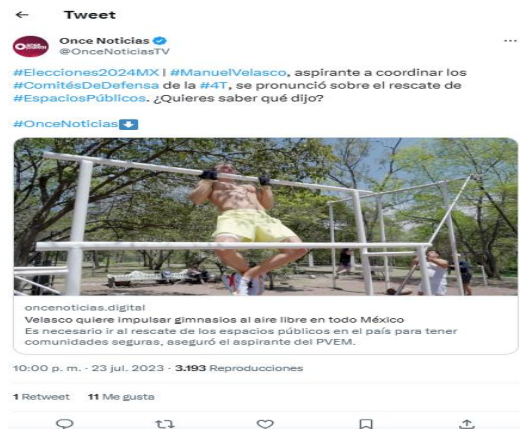 Tweet
Once Noticias
@OnceNoticiasTV
#Elecciones2024MX | #ManuelVelasco, aspirante a coordinar los
#ComitésDeDefensa de la #4T, se pronunció sobre el rescate de
#EspaciosPúblicos. ¿Quieres saber qué dijo?
#OnceNoticias
oncenoticias.digital
Velasco quiere impulsar gimnasios al aire libre en todo México
Es necesario ir al rescate de los espacios públicos en el país para tener
comunidades seguras, aseguró el aspirante del PVEM.
10:00 p. m. · 23 jul. 2023 · 3.193 Reproducciones
1 Retweet 11 Me gusta